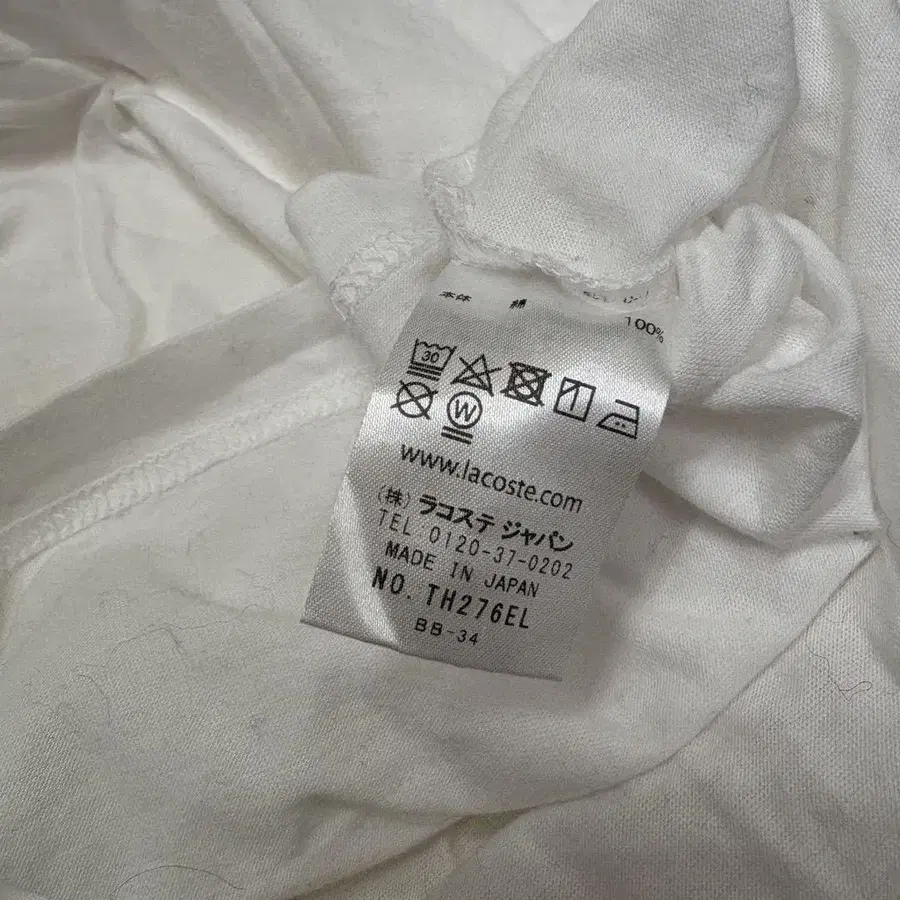 本体 綿
100%
30
W
www.lacoste.com
(株) ラコステ ジャパン
TEL 0120-37-0202
MADE IN JAPAN
NO. TH276EL
BB-34